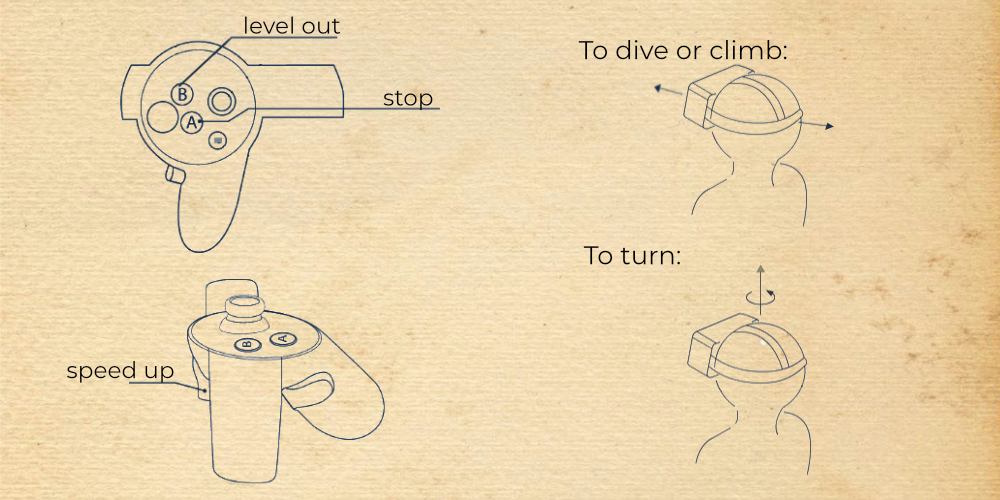 level out
B
stop
A
speed up
B
A
To dive or climb:
To turn: